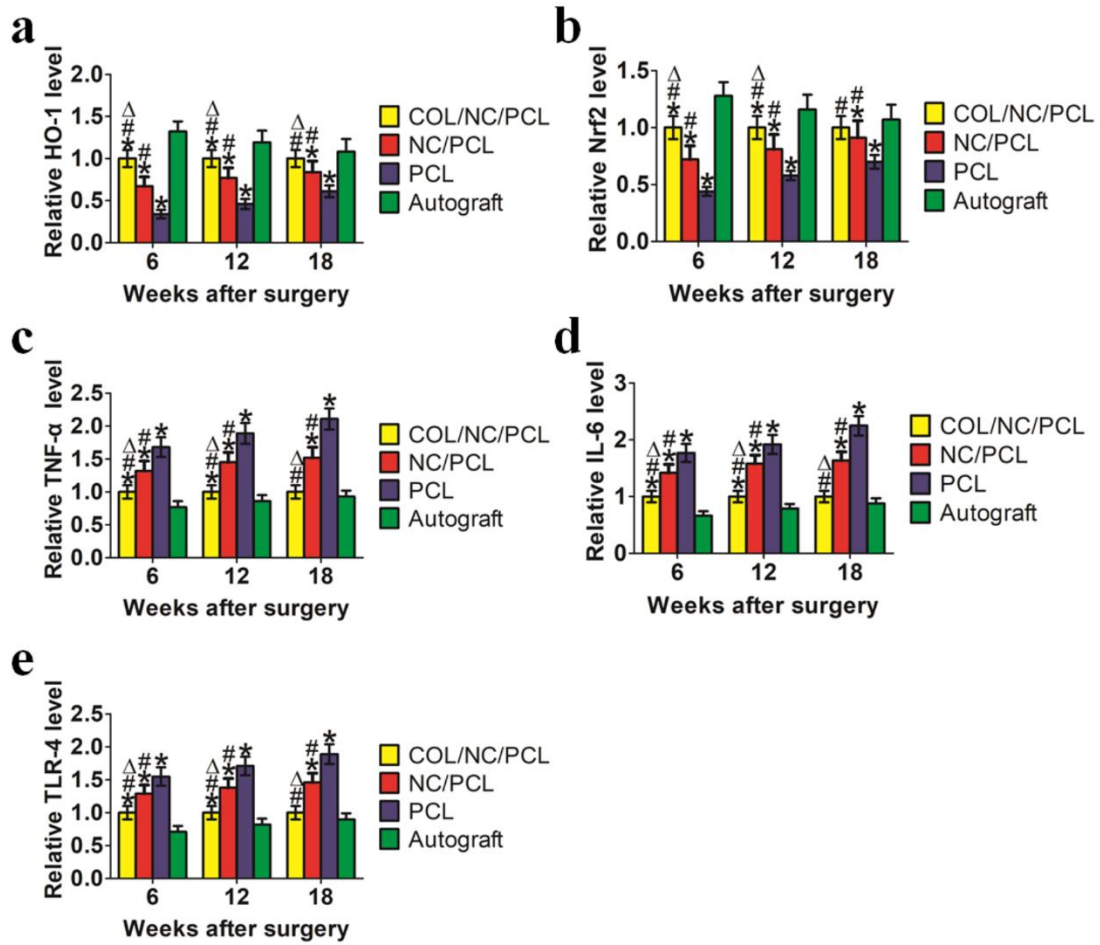 a
Relative HO-1 level
2.0
1.5
1.0
0.5
0.0
Δ # * # * * Δ # * # * * Δ # # * *
6 12 18
Weeks after surgery
COL/NC/PCL
NC/PCL
PCL
Autograft
b
Relative Nrf2 level
1.5
1.0
0.5
0.0
Δ # * # * * Δ # * # * * # # * *
6 12 18
Weeks after surgery
COL/NC/PCL
NC/PCL
PCL
Autograft
c
Relative TNF-α level
2.5
2.0
1.5
1.0
0.5
0.0
Δ # * # * * Δ # * # * * Δ # # * *
6 12 18
Weeks after surgery
COL/NC/PCL
NC/PCL
PCL
Autograft
d
Relative IL-6 level
3
2
1
0
Δ # * # * * Δ # * # * * Δ # # * *
6 12 18
Weeks after surgery
COL/NC/PCL
NC/PCL
PCL
Autograft
e
Relative TLR-4 level
2.5
2.0
1.5
1.0
0.5
0.0
Δ # * # * * Δ # * # * * Δ # # * *
6 12 18
Weeks after surgery
COL/NC/PCL
NC/PCL
PCL
Autograft